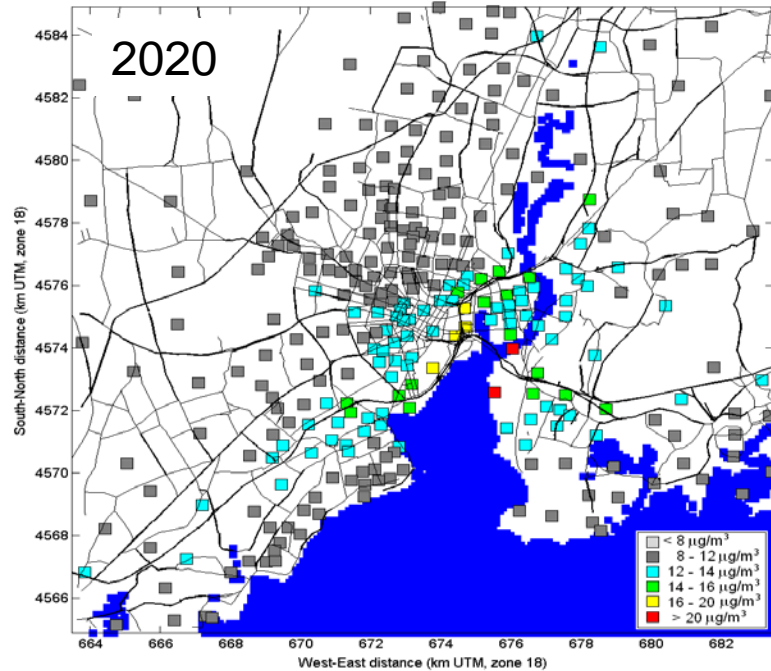 2020
4584
4582
4580
4578
4576
4574
4572
4570
4568
4566
South-North distance (km UTM, zone 18)
< 8 μg/m³
8 - 12 μg/m³
12 - 14 μg/m³
14 - 16 μg/m³
16 - 20 μg/m³
> 20 μg/m³
664 666 668 670 672 674 676 678 680 682
West-East distance (km UTM, zone 18)